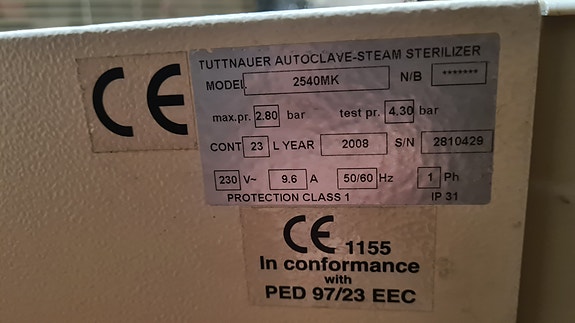 CE
TUTTNAUER AUTOCLAVE-STEAM STERILIZER
MODEL 2540MK N/B *******
max.pr. 2.80 bar test pr. 4.30 bar
CONT 23 L YEAR 2008 S/N 2810429
230 V~ 9.6 A 50/60 Hz 1 Ph
PROTECTION CLASS 1 IP 31
CE 1155
In conformance
with
PED 97/23 EEC